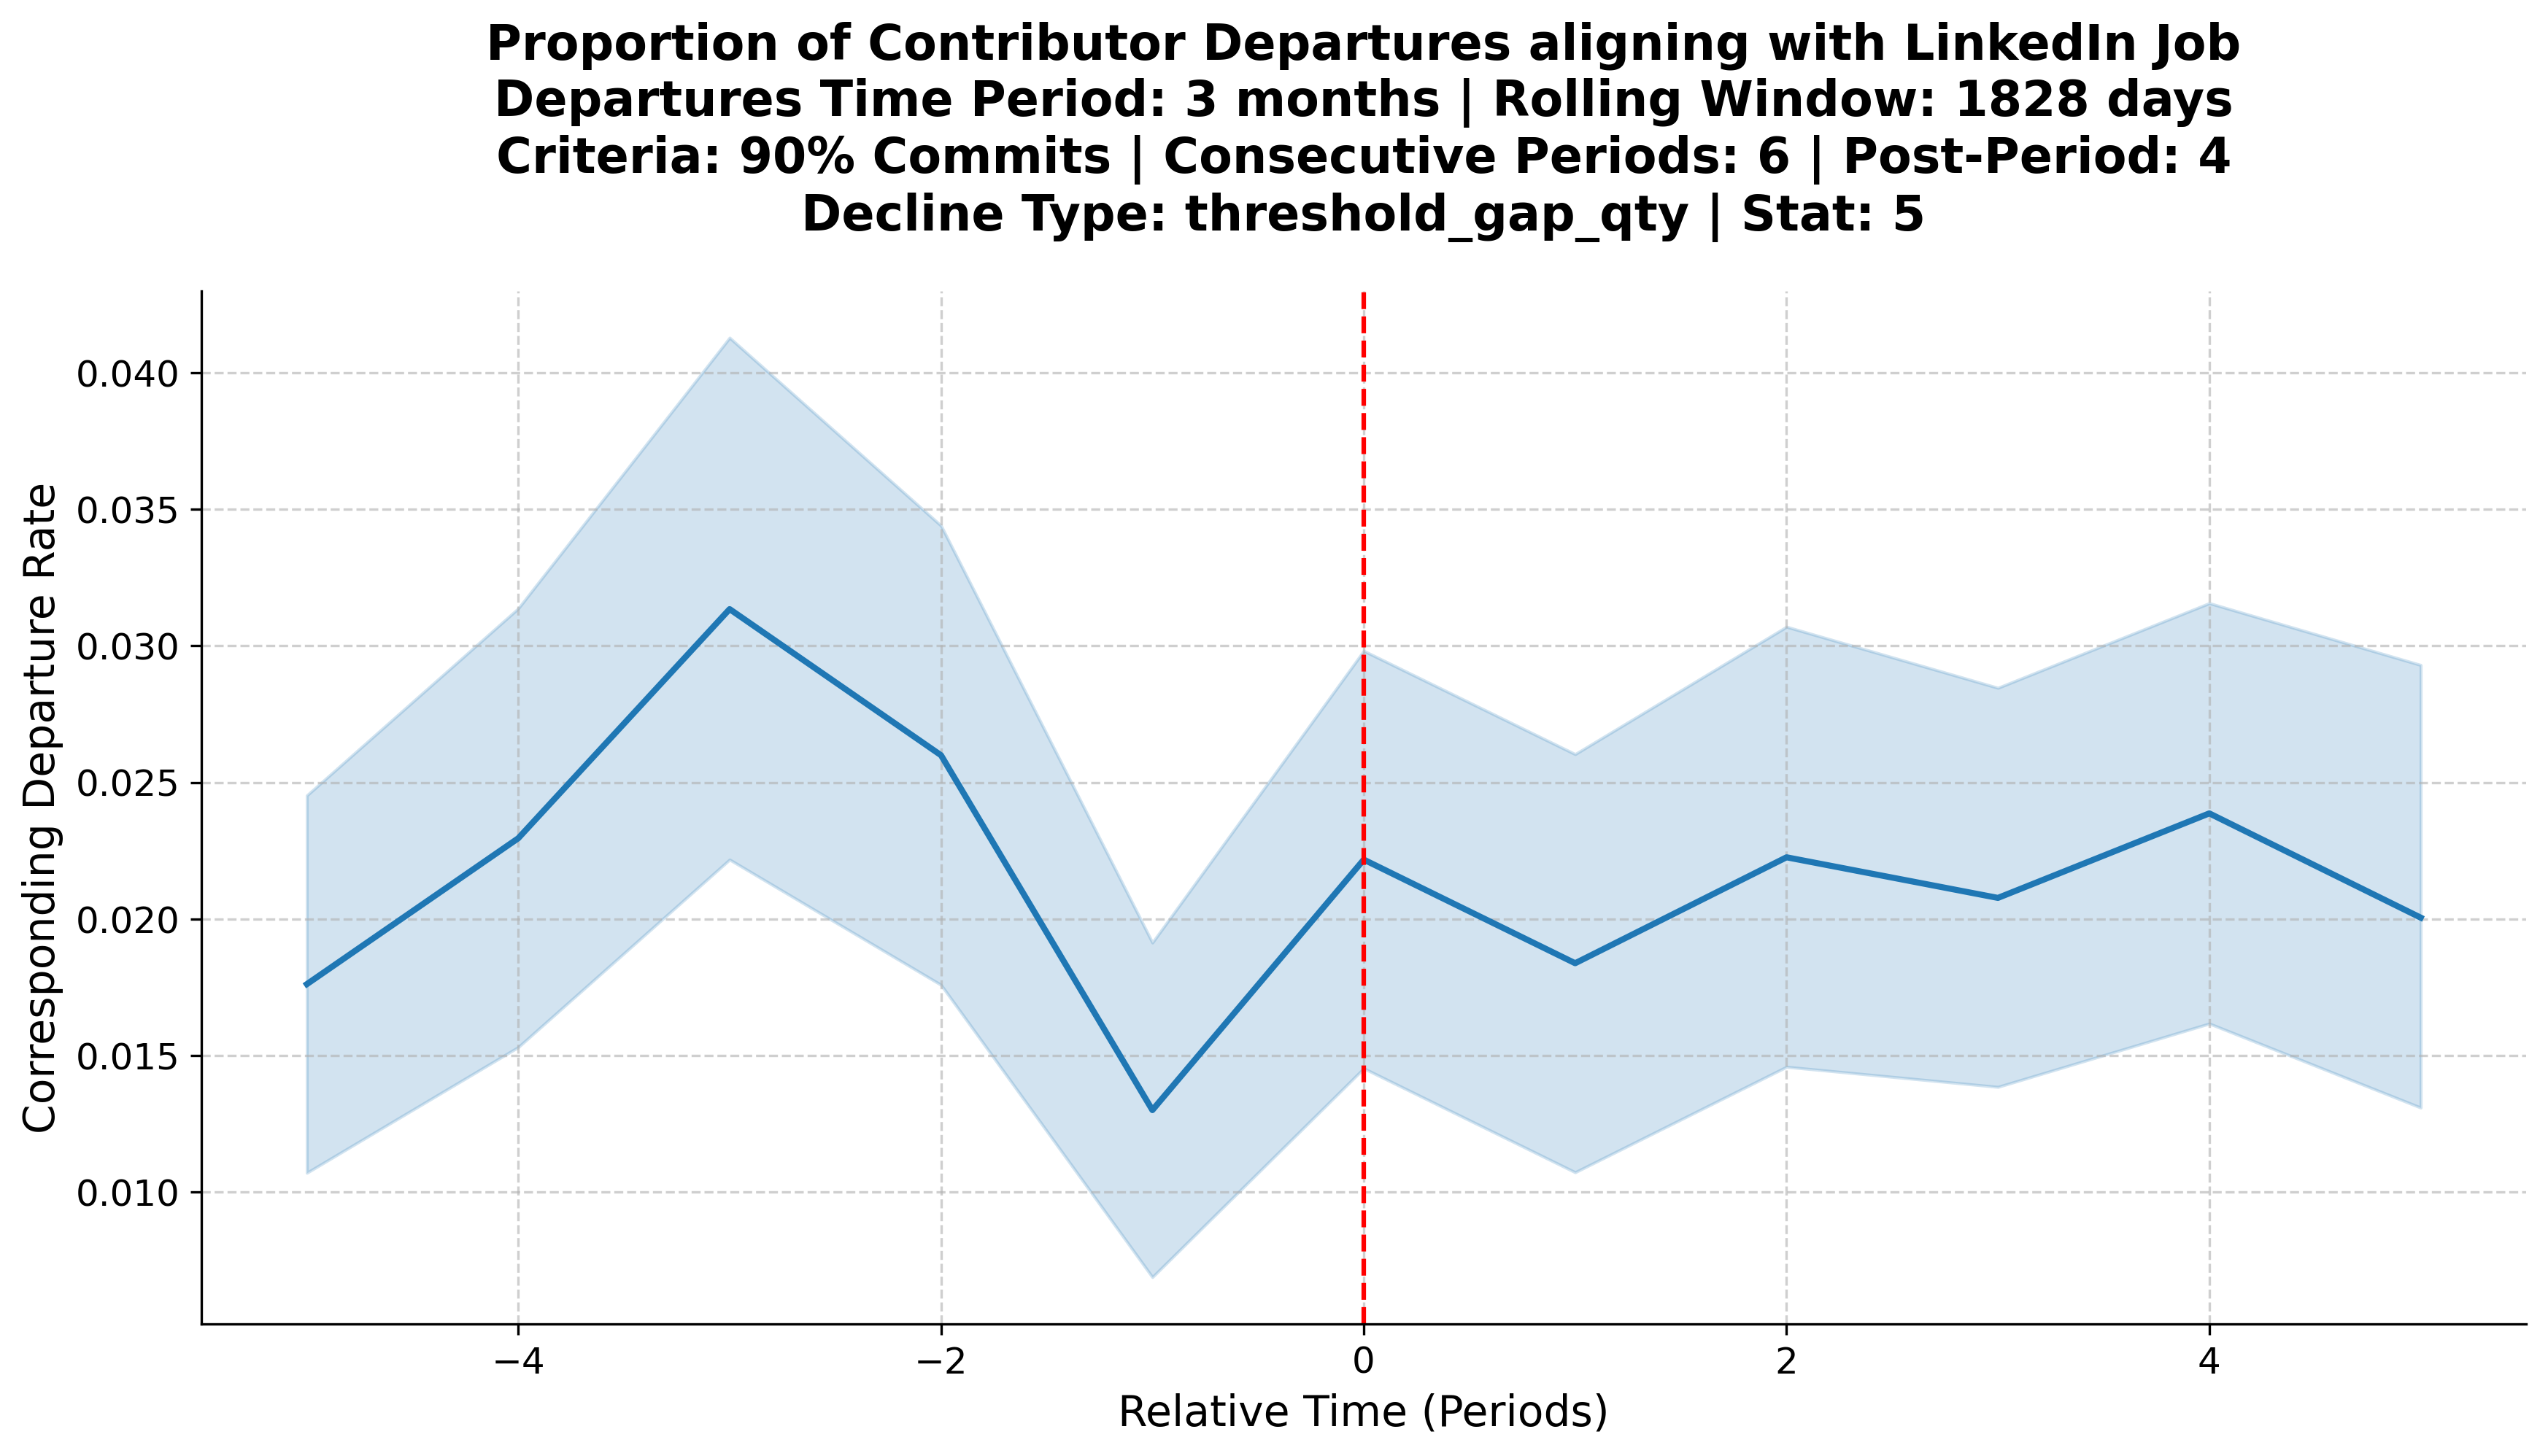 Proportion of Contributor Departures aligning with LinkedIn Job
Departures Time Period: 3 months | Rolling Window: 1828 days
Criteria: 90% Commits | Consecutive Periods: 6 | Post-Period: 4
Decline Type: threshold_gap_qty | Stat: 5
Corresponding Departure Rate
0.040
0.035
0.030
0.025
0.020
0.015
0.010
−4 −2 0 2 4
Relative Time (Periods)